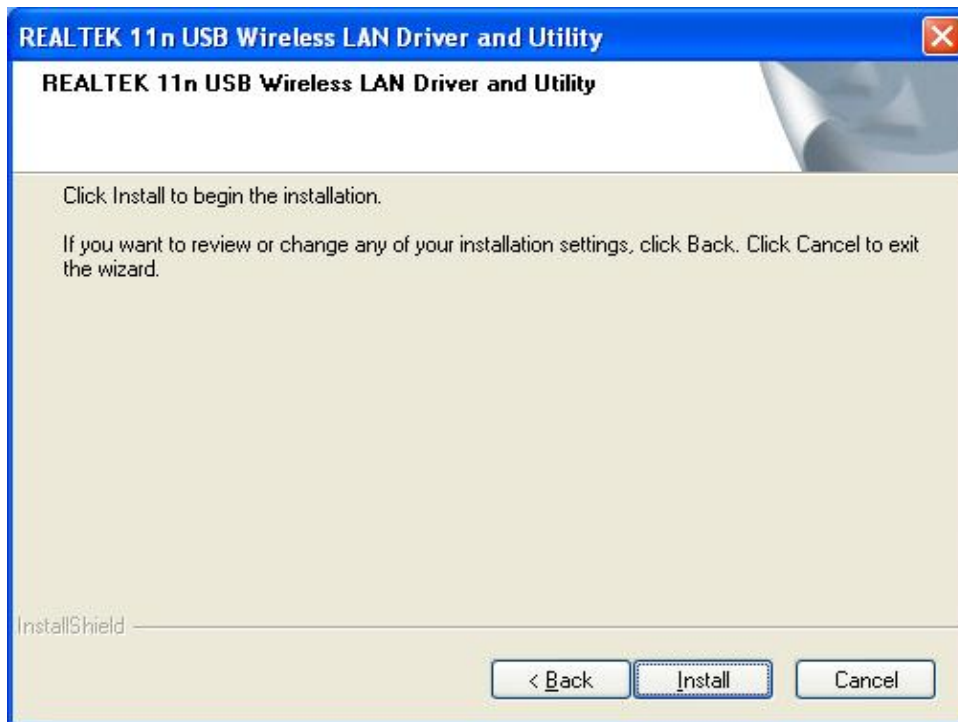 REALTEK 11n USB Wireless LAN Driver and Utility
REALTEK 11n USB Wireless LAN Driver and Utility
Click Install to begin the installation.
If you want to review or change any of your installation settings, click Back. Click Cancel to exit
the wizard.
InstallShield
< Back
Install
Cancel